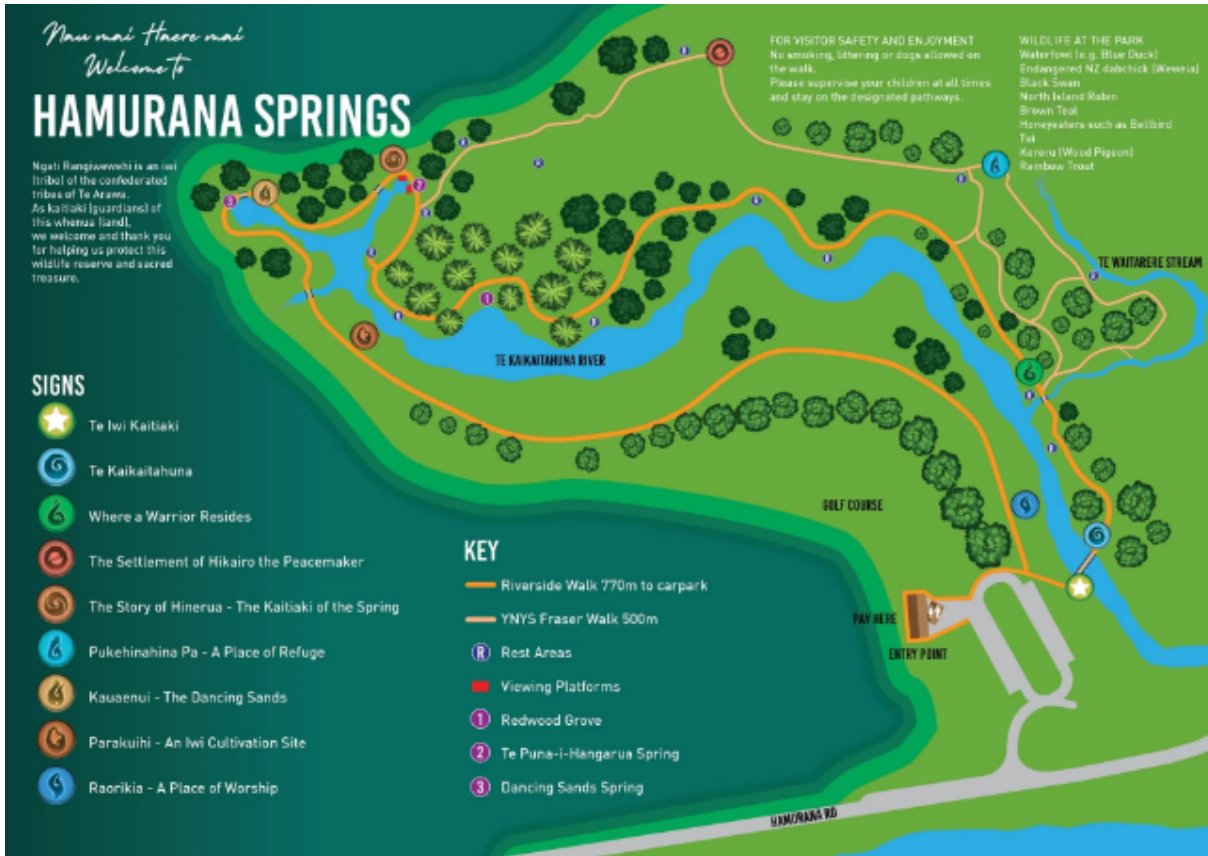 Nau mai Haere mai
Welcome to
HAMURANA SPRINGS
Ngati Rangiwewehi is an iwi
(tribe) of the confederated
tribes of Te Arawa.
As kaitiaki (guardians) of
this whenua (land),
we welcome and thank you
for helping us protect this
wildlife reserve and sacred
treasure.
FOR VISITOR SAFETY AND ENJOYMENT
No smoking, littering or dogs allowed on
the walk.
Please supervise your children at all times
and stay on the designated pathways.
WILDLIFE AT THE PARK
Waterfowl (e.g. Blue Duck)
Endangered NZ dabchick (Weweia)
Black Swan
North Island Robin
Brown Teal
Honeyeaters such as Bellbird
Tui
Kereru (Wood Pigeon)
Rainbow Trout
R
R
R
R
2
3
R
R
R
R
TE WAITARERE STREAM
R
R
1
R
R
TE KAIKAITAHUNA RIVER
R
R
GOLF COURSE
PAY HERE
ENTRY POINT
HAMURANA RD
SIGNS
Te Iwi Kaitiaki
Te Kaikaitahuna
Where a Warrior Resides
The Settlement of Hikairo the Peacemaker
The Story of Hinerua - The Kaitiaki of the Spring
Pukehinahina Pa - A Place of Refuge
Kauaenui - The Dancing Sands
Parakuihi - An Iwi Cultivation Site
Raorikia - A Place of Worship
KEY
Riverside Walk 770m to carpark
YNYS Fraser Walk 500m
R Rest Areas
Viewing Platforms
1 Redwood Grove
2 Te Puna-i-Hangarua Spring
3 Dancing Sands Spring